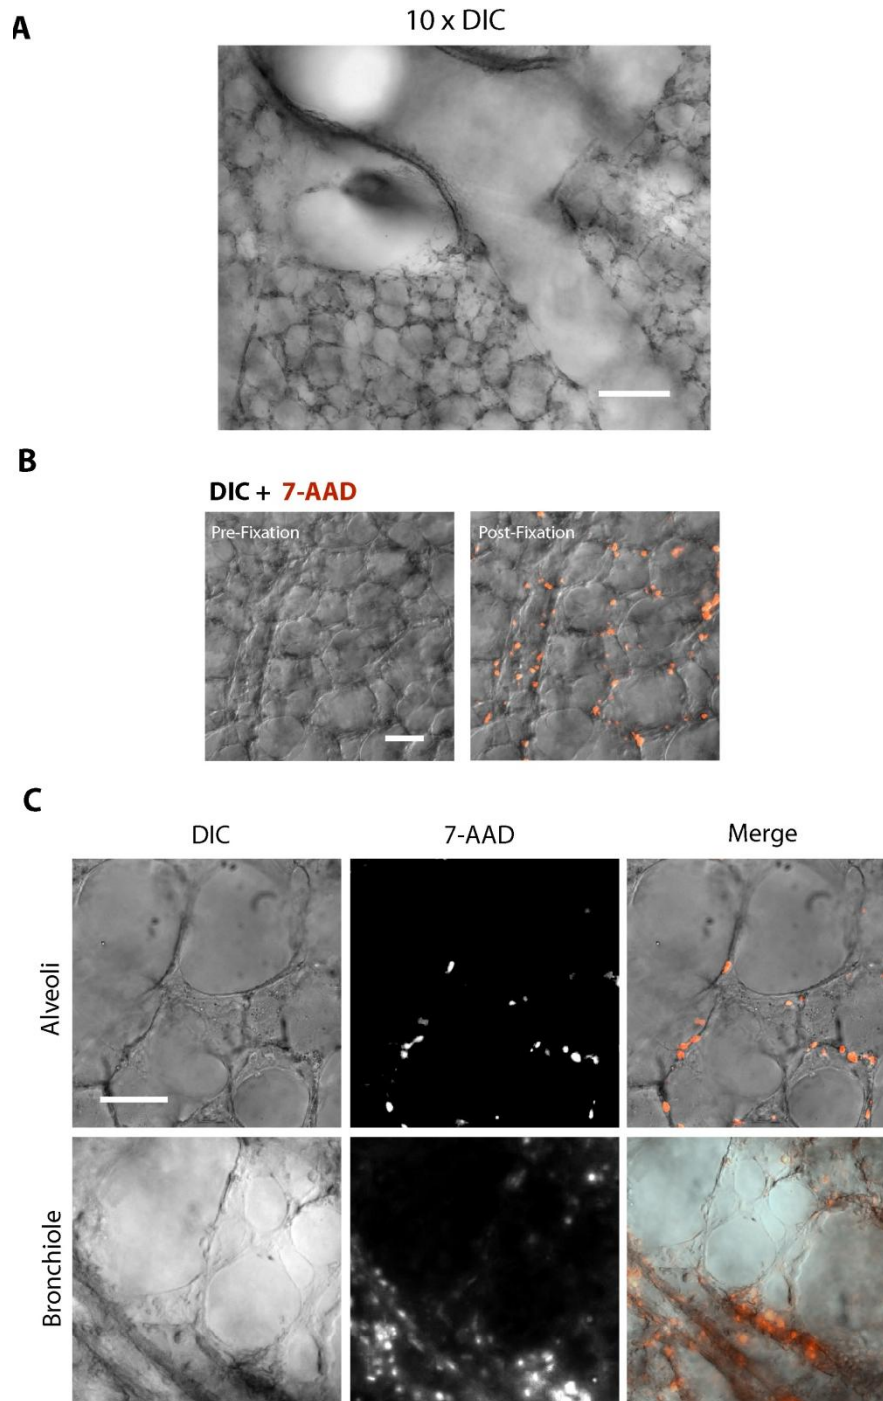 A
10 x DIC
B
DIC + 7-AAD
Pre-Fixation
Post-Fixation
C
DIC
7-AAD
Merge
Alveoli
Bronchiole